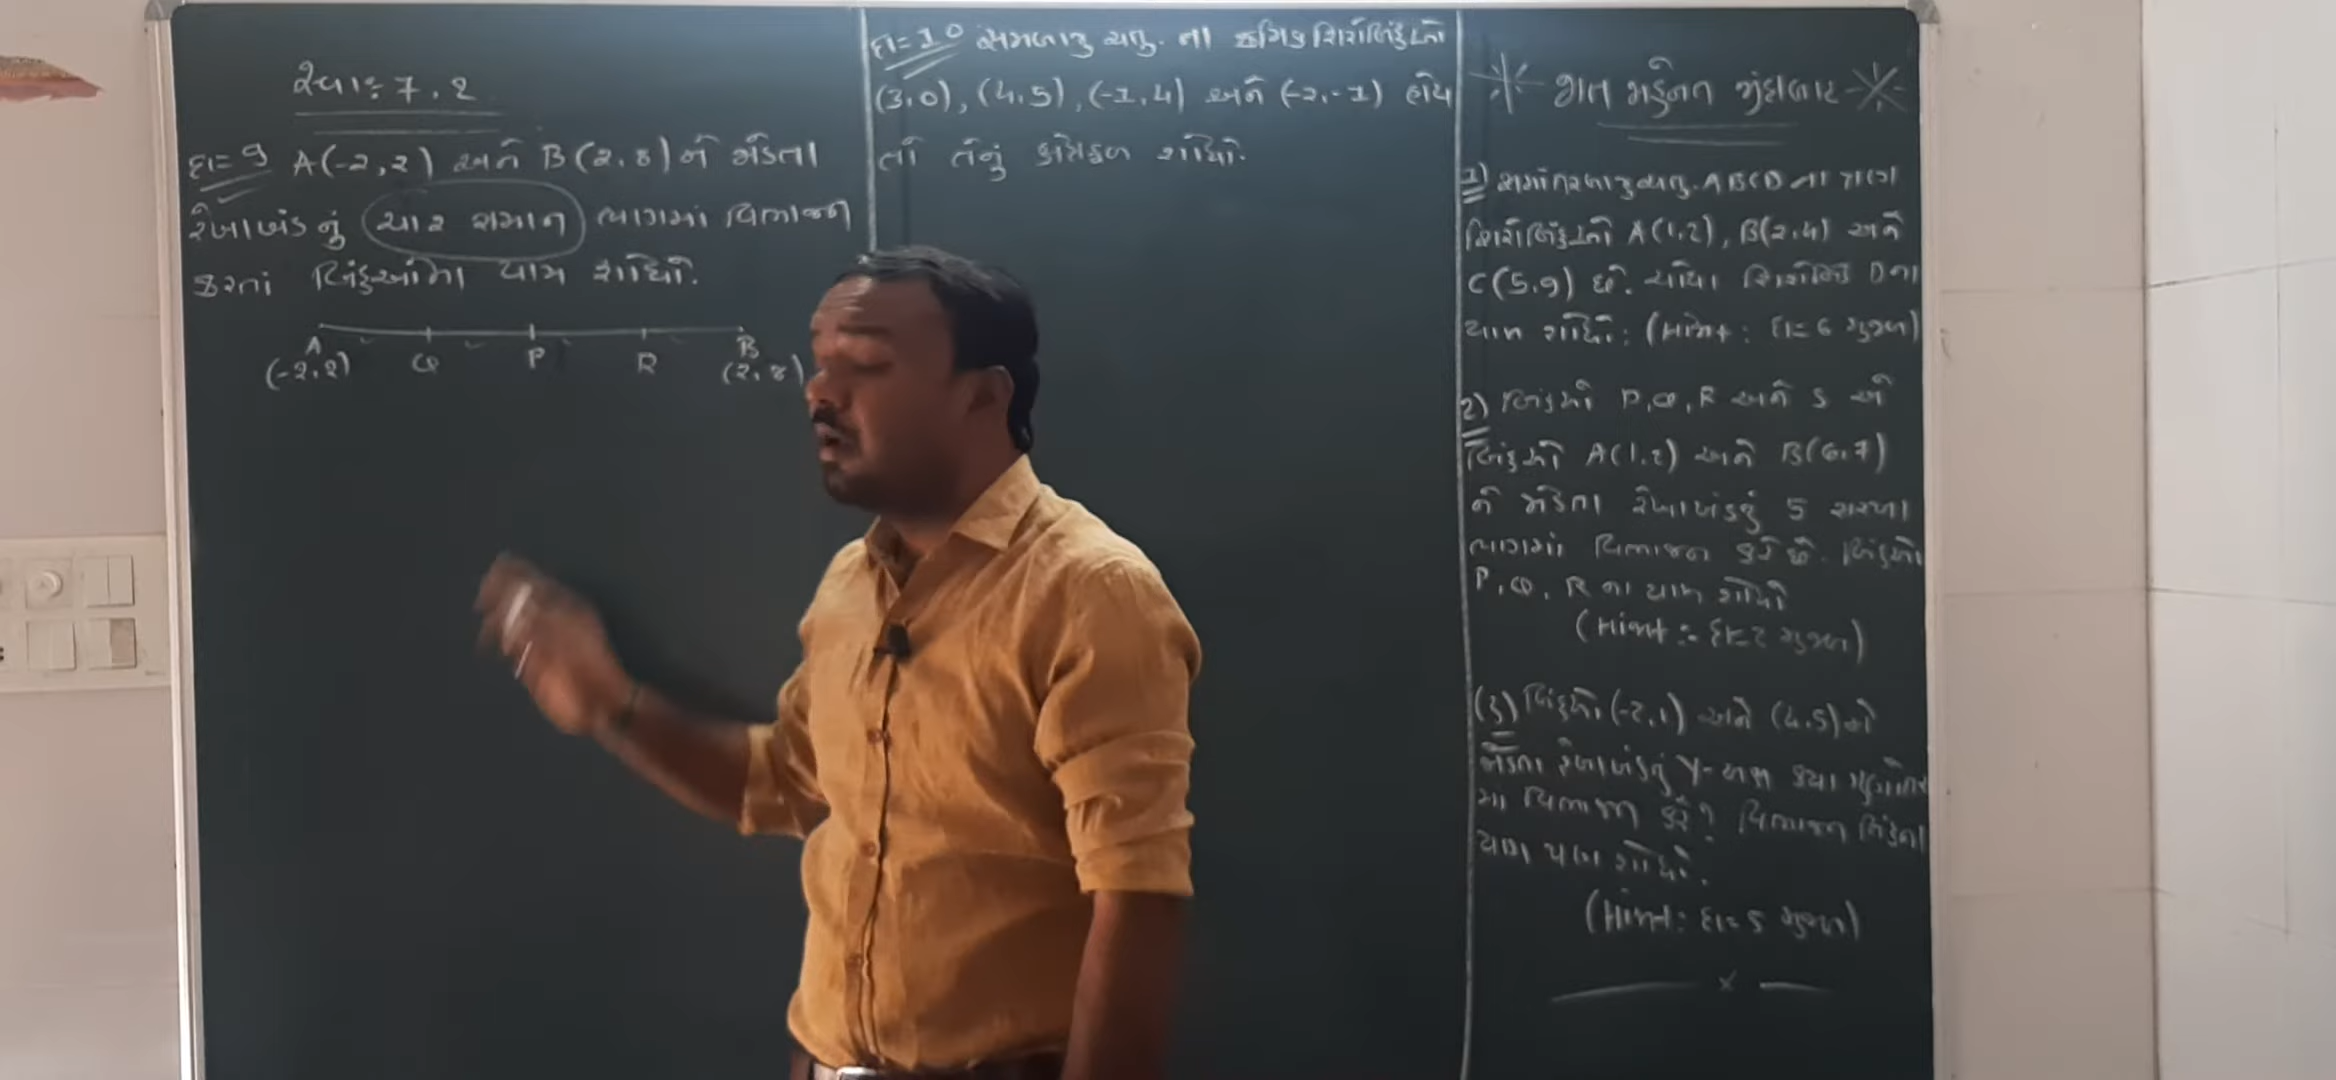 સ્વા: 7.2
દા=9 A(-2,2) અને B(2,8) ને જોડતા
રેખાખંડ નું ચાર સમાન ભાગમાં વિભાજન
કરતાં બિંદુઓના યામ શોધો.
A Q P R B
(-2,2) (2,8)
દા=10 સમબાજુ ચતુ. ના ક્રમિક શિરોબિંદુઓ
(3,0), (4,5), (-1,4) અને (-2,-1) હોય
તો તેનું ક્ષેત્રફળ શોધો.
જાત મહેનત ઝીંદાબાદ
1) સમાંતરબાજુ ચતુ. ABCD ના ત્રણ
શિરોબિંદુઓ A(1,2), B(2,4) અને
C(5,9) છે. ચોથા શિરોબિંદુ D ના
યામ શોધો: (Hint: દા=6 મુજબ)
2) બિંદુઓ P,Q,R અને S એ
બિંદુઓ A(1,2) અને B(6,7)
ને જોડતા રેખાખંડનું 5 સરખા
ભાગમાં વિભાજન કરે છે. બિંદુઓ
P,Q,R ના યામ શોધો
(Hint: દા=2 મુજબ)
(3) બિંદુઓ (-2,1) અને (4,5) ને
જોડતા રેખાખંડનું Y-અક્ષ કયા ગુણોત્તર
માં વિભાજન કરે? વિભાજન બિંદુના
યામ પણ શોધો.
(Hint: દા=5 મુજબ)
x